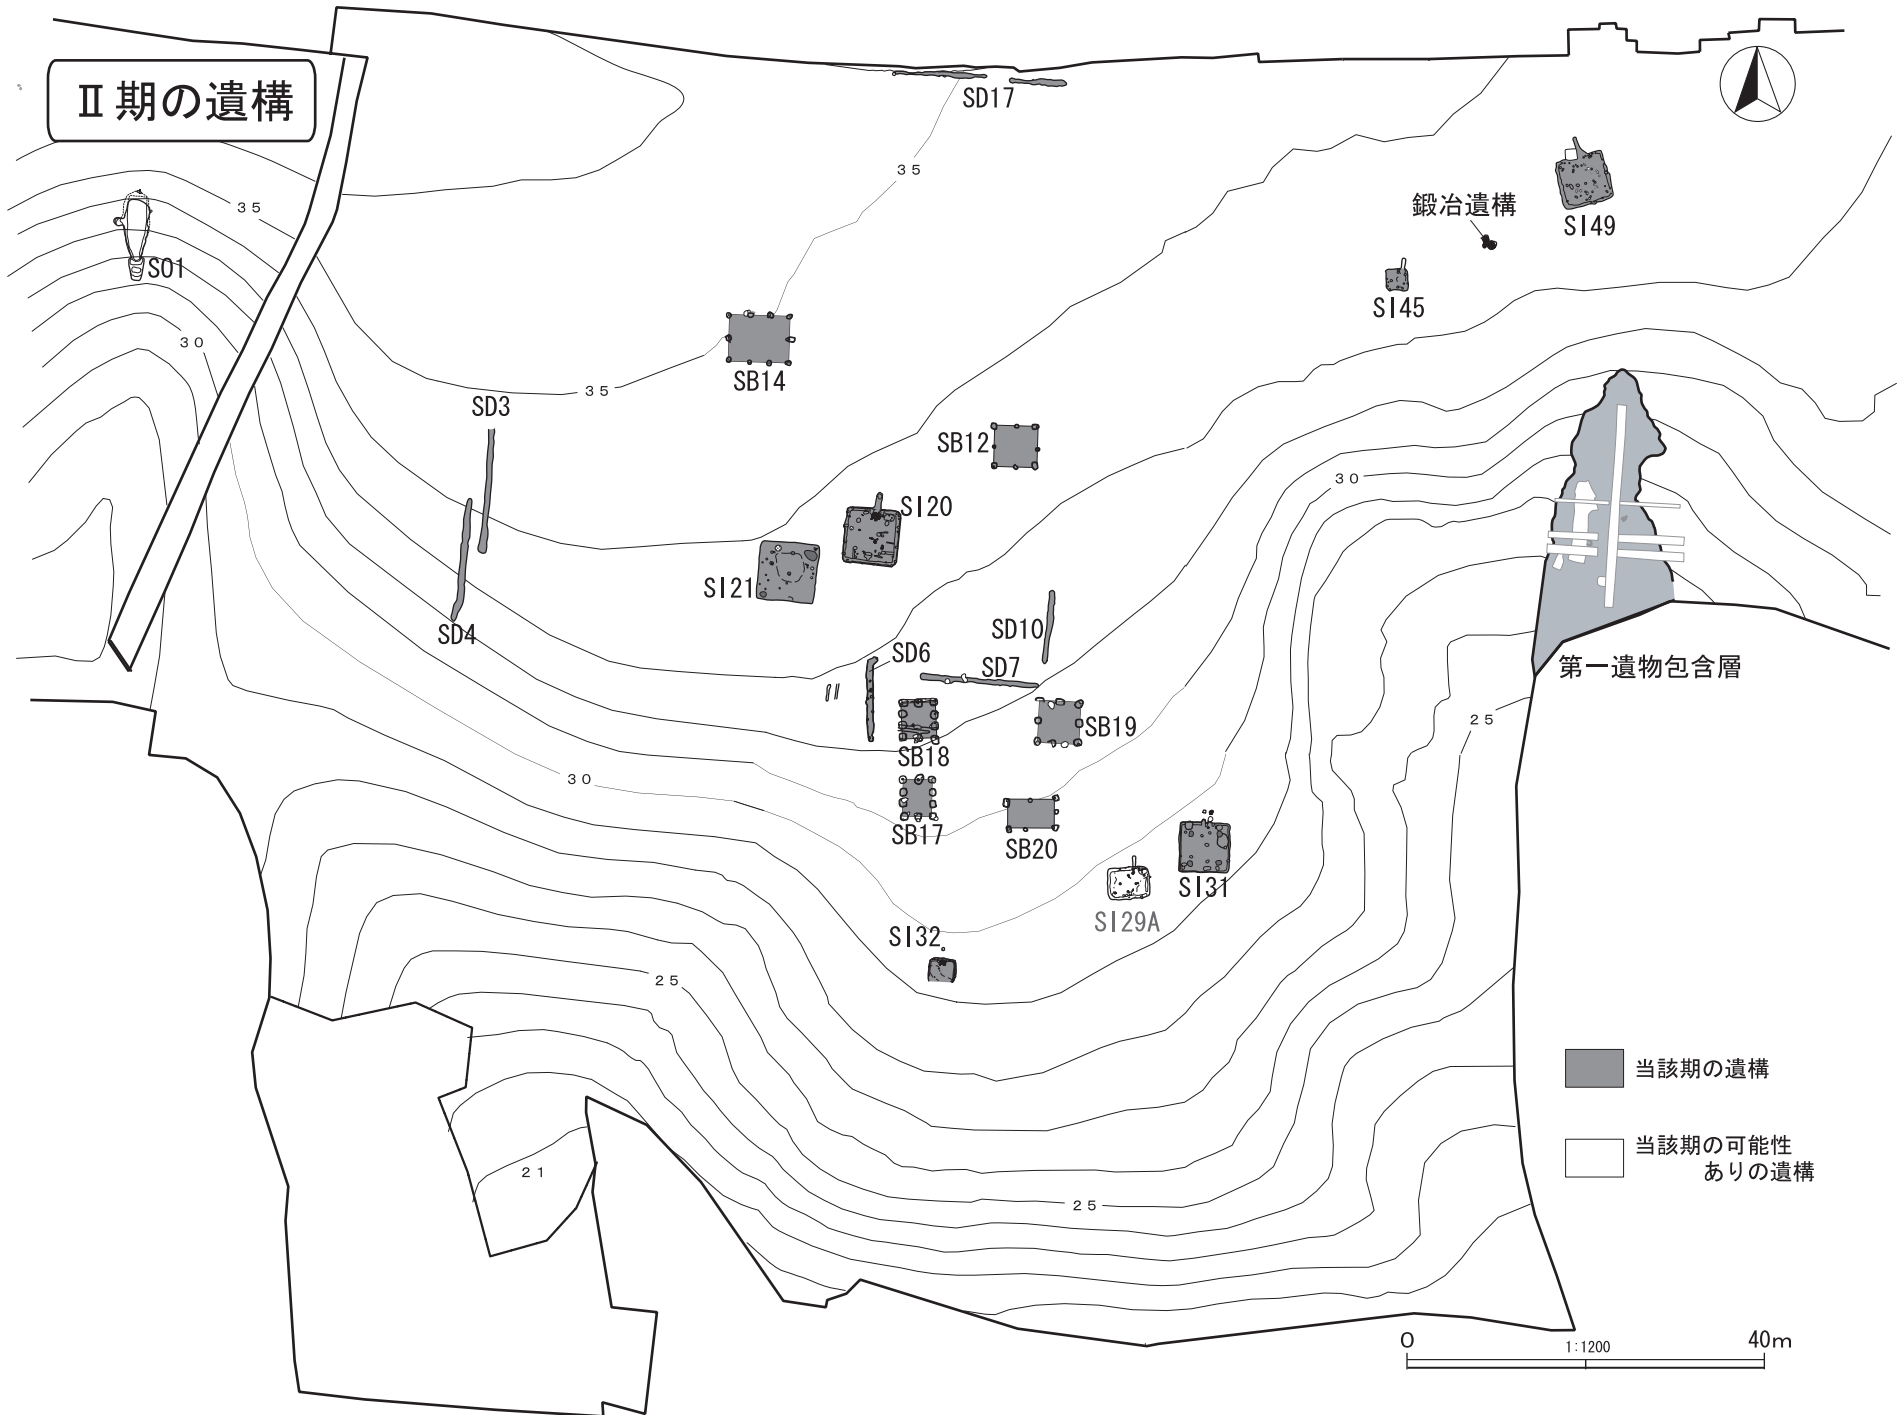 Ⅱ期の遺構
SD17
35
35
鍛冶遺構
SI49
SO1
SI45
30
SB14
35
SD3
SB12
30
SI20
SI21
SD10
SD4
SD6
SD7
第一遺物包含層
25
SB19
SB18
30
SB17
SB20
SI31
SI29A
SI32
25
当該期の遺構
当該期の可能性
ありの遺構
21
25
0
1:1200
40m